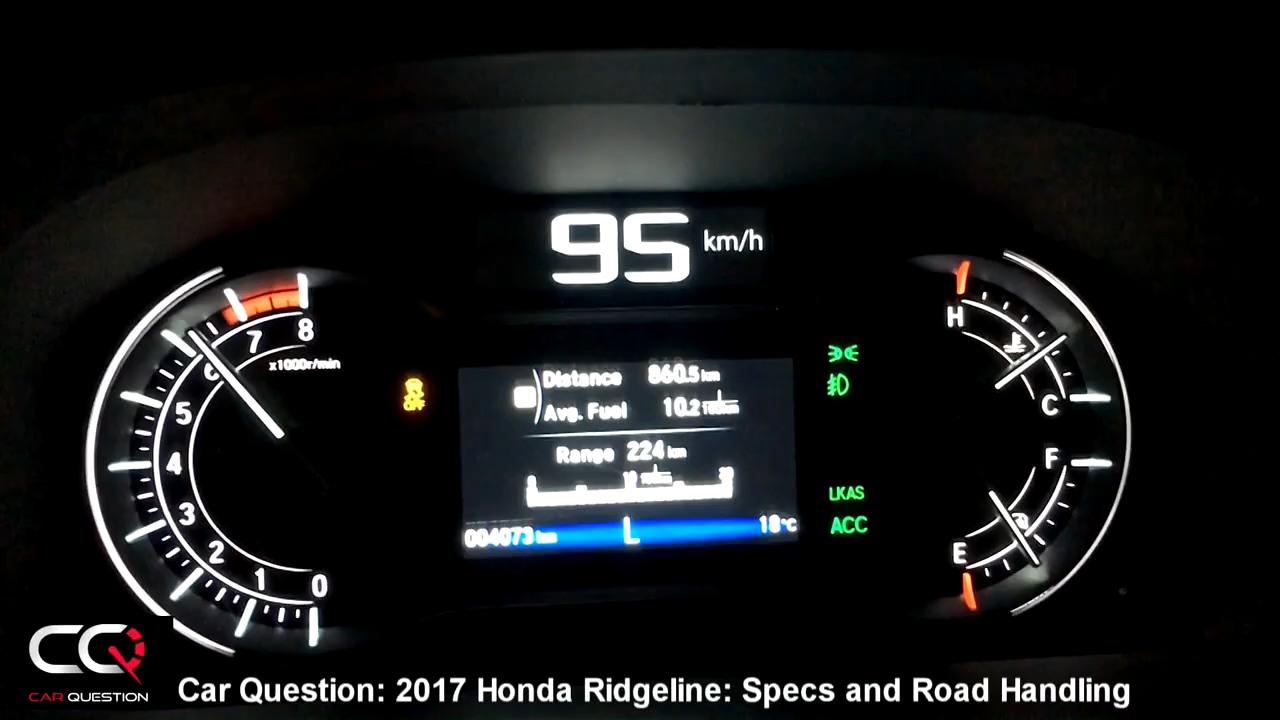 95 km/h
8
7
x1000r/min
6
5
4
3
2
1
0
OFF
Distance 860.5 km
Avg. Fuel 10.2
Range 224 km
004073 km L 18°C
LKAS
ACC
H
C
F
E
CQ
CAR QUESTION
Car Question: 2017 Honda Ridgeline: Specs and Road Handling